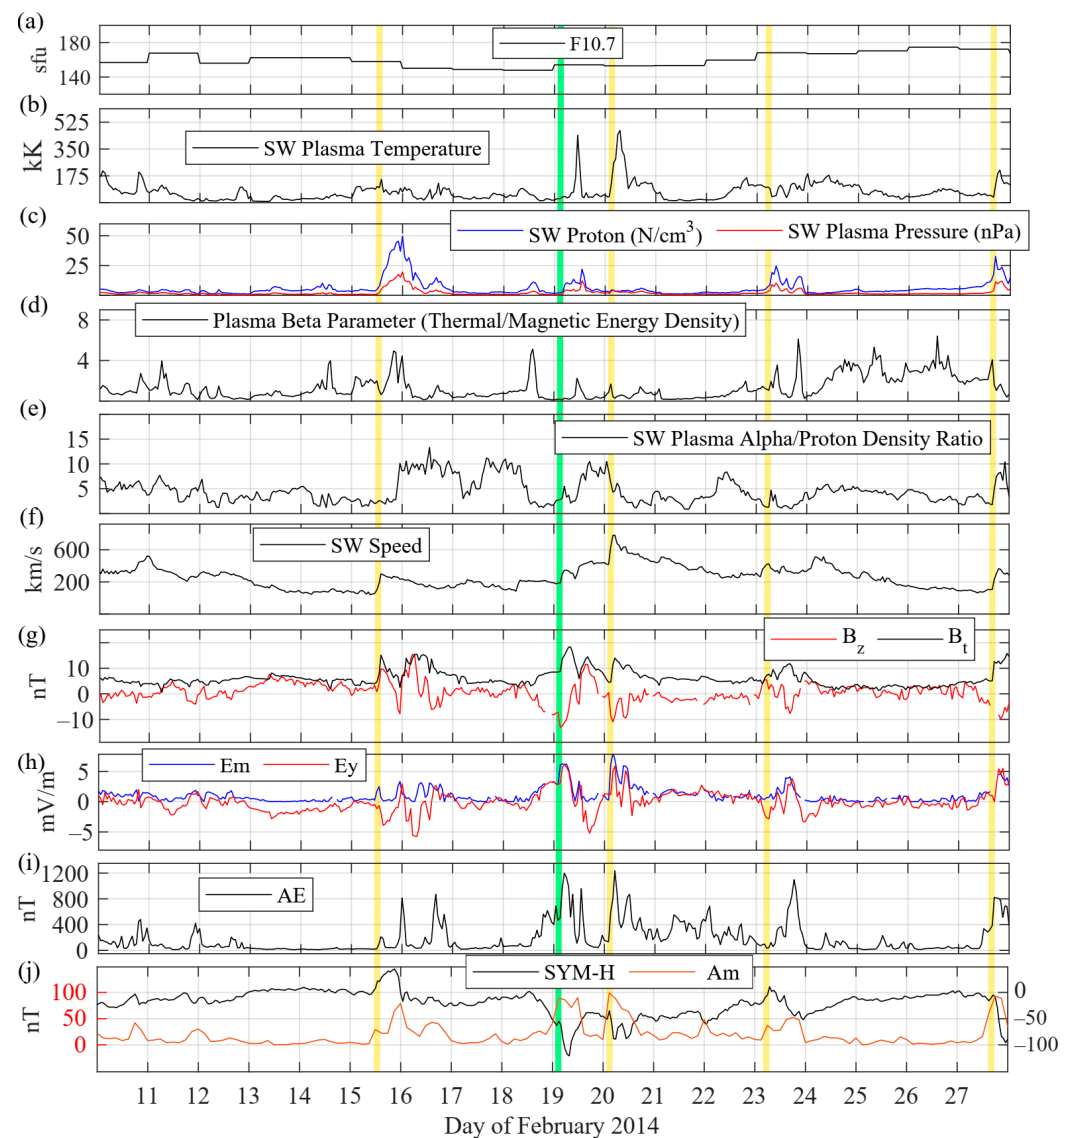 (a)
180
140
sfu
F10.7
(b)
525
350
175
kK
SW Plasma Temperature
(c)
50
25
SW Proton (N/cm³) SW Plasma Pressure (nPa)
(d)
8
4
Plasma Beta Parameter (Thermal/Magnetic Energy Density)
(e)
15
10
5
SW Plasma Alpha/Proton Density Ratio
(f)
600
200
km/s
SW Speed
(g)
10
0
−10
nT
B_z B_t
(h)
5
0
−5
mV/m
Em Ey
(i)
1200
800
400
0
nT
AE
(j)
100
50
0
nT
SYM-H Am
0
−50
−100
11 12 13 14 15 16 17 18 19 20 21 22 23 24 25 26 27
Day of February 2014